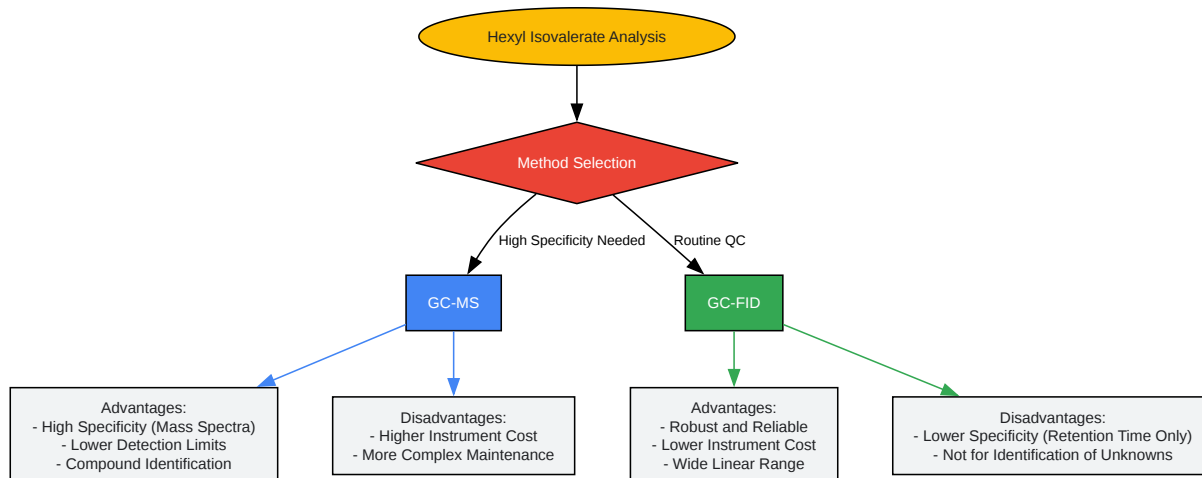 Hexyl Isovalerate Analysis
Method Selection
High Specificity Needed
Routine QC
GC-MS
GC-FID
Advantages:
- High Specificity (Mass Spectra)
- Lower Detection Limits
- Compound Identification
Disadvantages:
- Higher Instrument Cost
- More Complex Maintenance
Advantages:
- Robust and Reliable
- Lower Instrument Cost
- Wide Linear Range
Disadvantages:
- Lower Specificity (Retention Time Only)
- Not for Identification of Unknowns